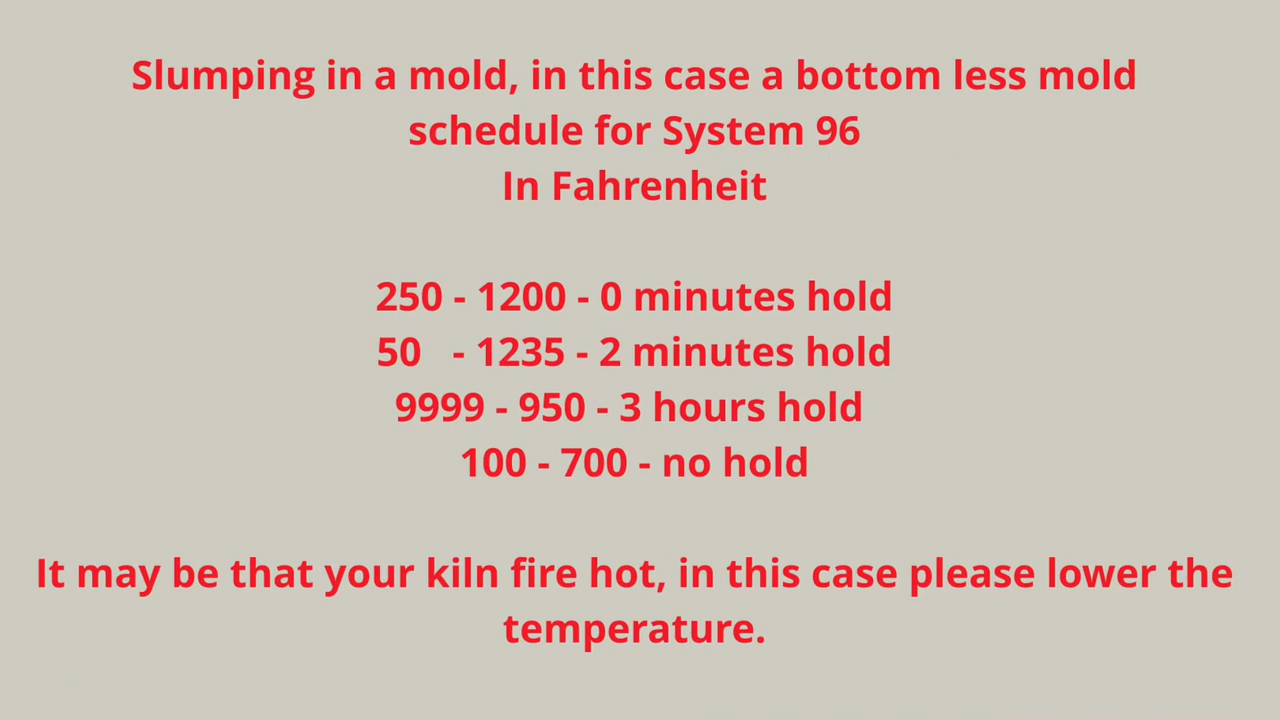 Slumping in a mold, in this case a bottom less mold
schedule for System 96
In Fahrenheit
250 - 1200 - 0 minutes hold
50 - 1235 - 2 minutes hold
9999 - 950 - 3 hours hold
100 - 700 - no hold
It may be that your kiln fire hot, in this case please lower the
temperature.